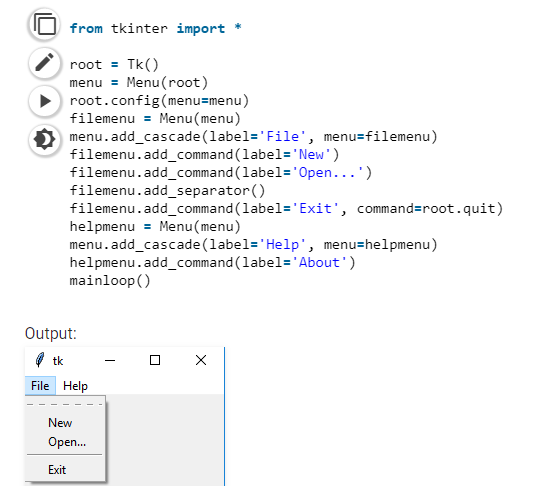 from tkinter import *
root = Tk()
menu = Menu(root)
root.config(menu=menu)
filemenu = Menu(menu)
menu.add_cascade(label='File', menu=filemenu)
filemenu.add_command(label='New')
filemenu.add_command(label='Open...')
filemenu.add_separator()
filemenu.add_command(label='Exit', command=root.quit)
helpmenu = Menu(menu)
menu.add_cascade(label='Help', menu=helpmenu)
helpmenu.add_command(label='About')
mainloop()
Output:
tk
File Help
New
Open...
Exit